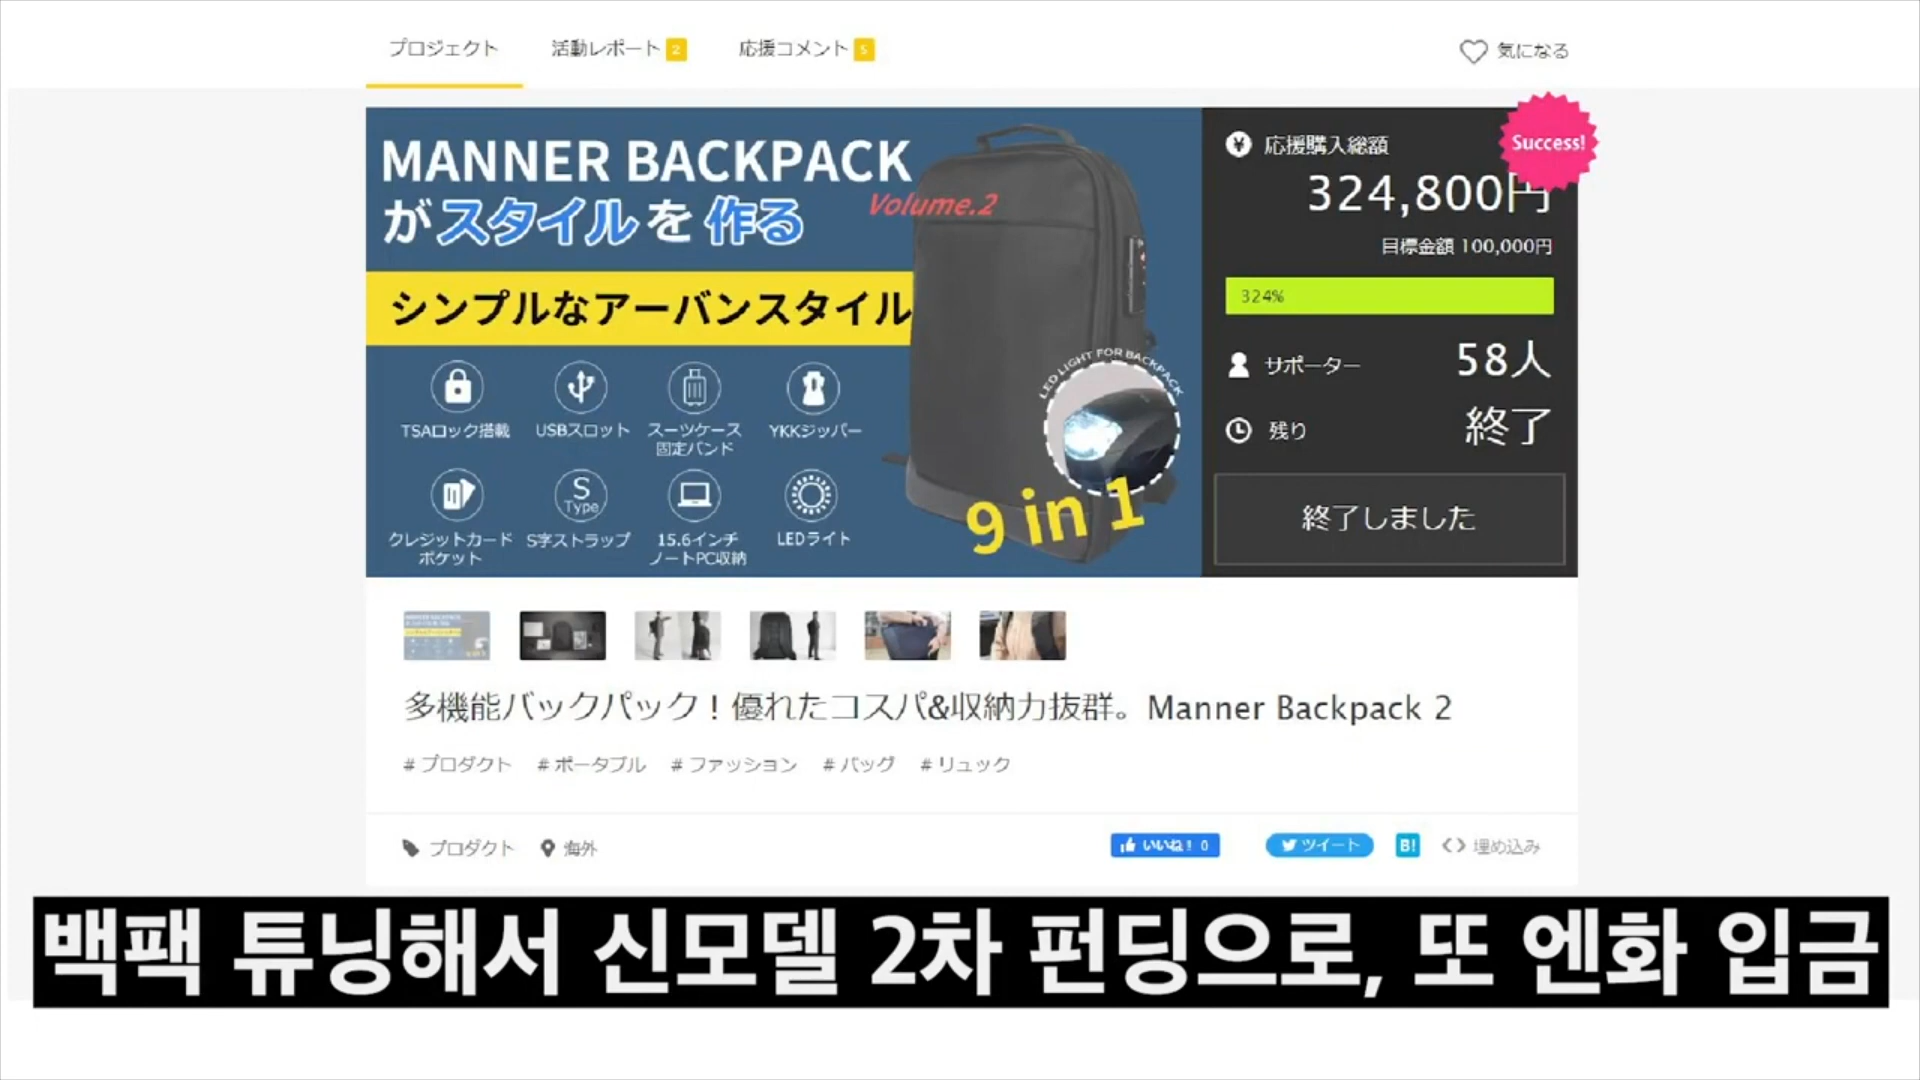 プロジェクト 活動レポート 2 応援コメント 5 気になる
MANNER BACKPACK
がスタイルを作る
Volume.2
シンプルなアーバンスタイル
TSAロック搭載 USBスロット スーツケース固定バンド YKKジッパー
S Type
クレジットカードポケット S字ストラップ 15.6インチノートPC収納 LEDライト
LED LIGHT FOR BACKPACK
9 in 1
Success!
応援購入総額
324,800円
目標金額 100,000円
324%
サポーター 58人
残り 終了
終了しました
多機能バックパック！優れたコスパ&収納力抜群。Manner Backpack 2
# プロダクト # ポータブル # ファッション # バッグ # リュック
プロダクト 海外 いいね！ 0 ツイート B! 埋め込み
백팩 튜닝해서 신모델 2차 펀딩으로, 또 엔화 입금